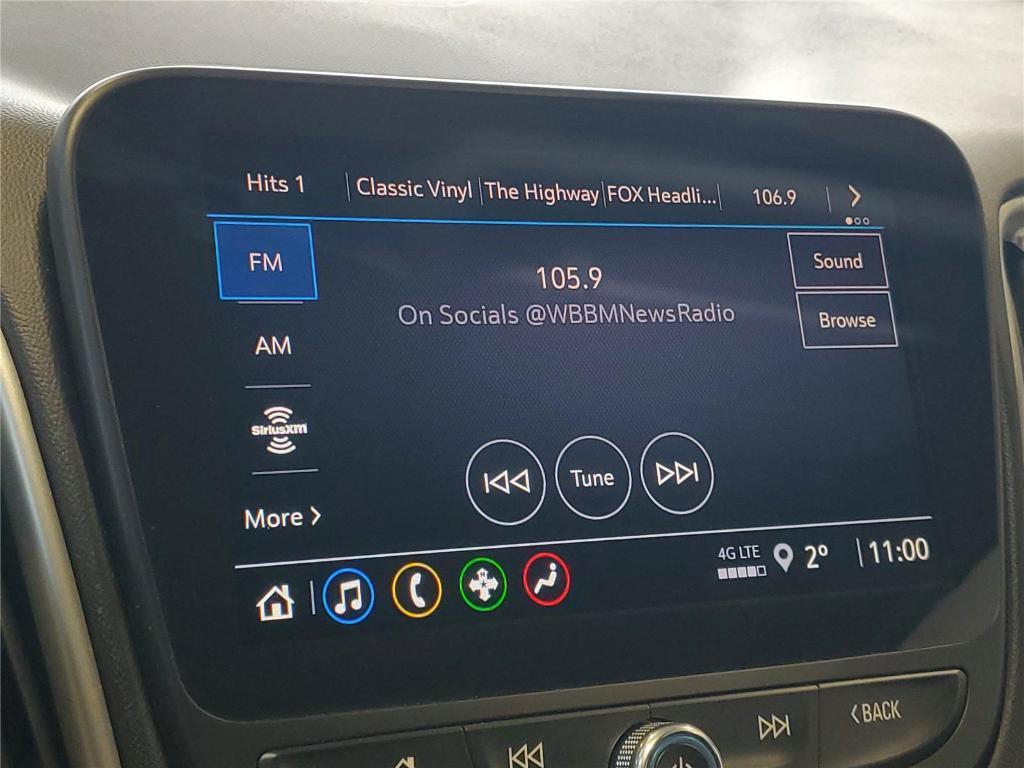 Hits 1 Classic Vinyl The Highway FOX Headli... 106.9
FM
105.9
On Socials @WBBMNewsRadio
Sound
Browse
AM
SiriusXM
Tune
More
4G LTE 2° 11:00
N
BACK